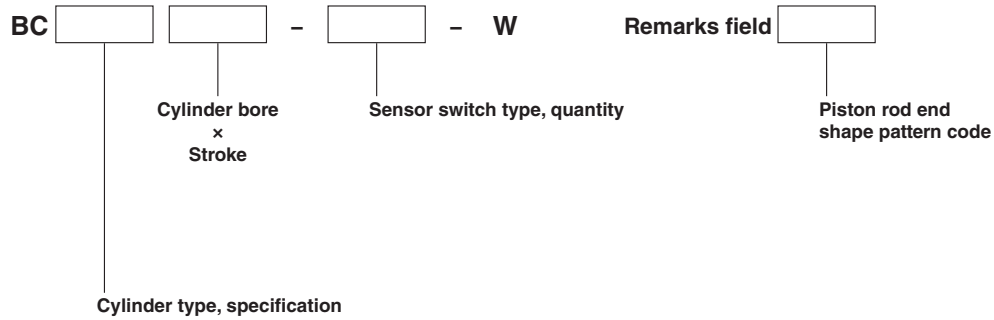 BC – – W Remarks field
Cylinder bore
×
Stroke
Sensor switch type, quantity
Piston rod end
shape pattern code
Cylinder type, specification